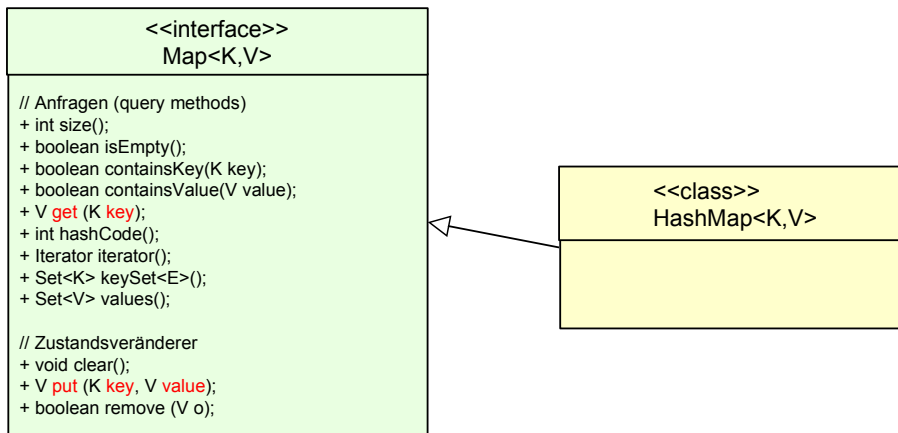 <<interface>>
Map<K,V>
// Anfragen (query methods)
+ int size();
+ boolean isEmpty();
+ boolean containsKey(K key);
+ boolean containsValue(V value);
+ V get (K key);
+ int hashCode();
+ Iterator iterator();
+ Set<K> keySet<E>();
+ Set<V> values();
// Zustandsveränderer
+ void clear();
+ V put (K key, V value);
+ boolean remove (V o);
<<class>>
HashMap<K,V>